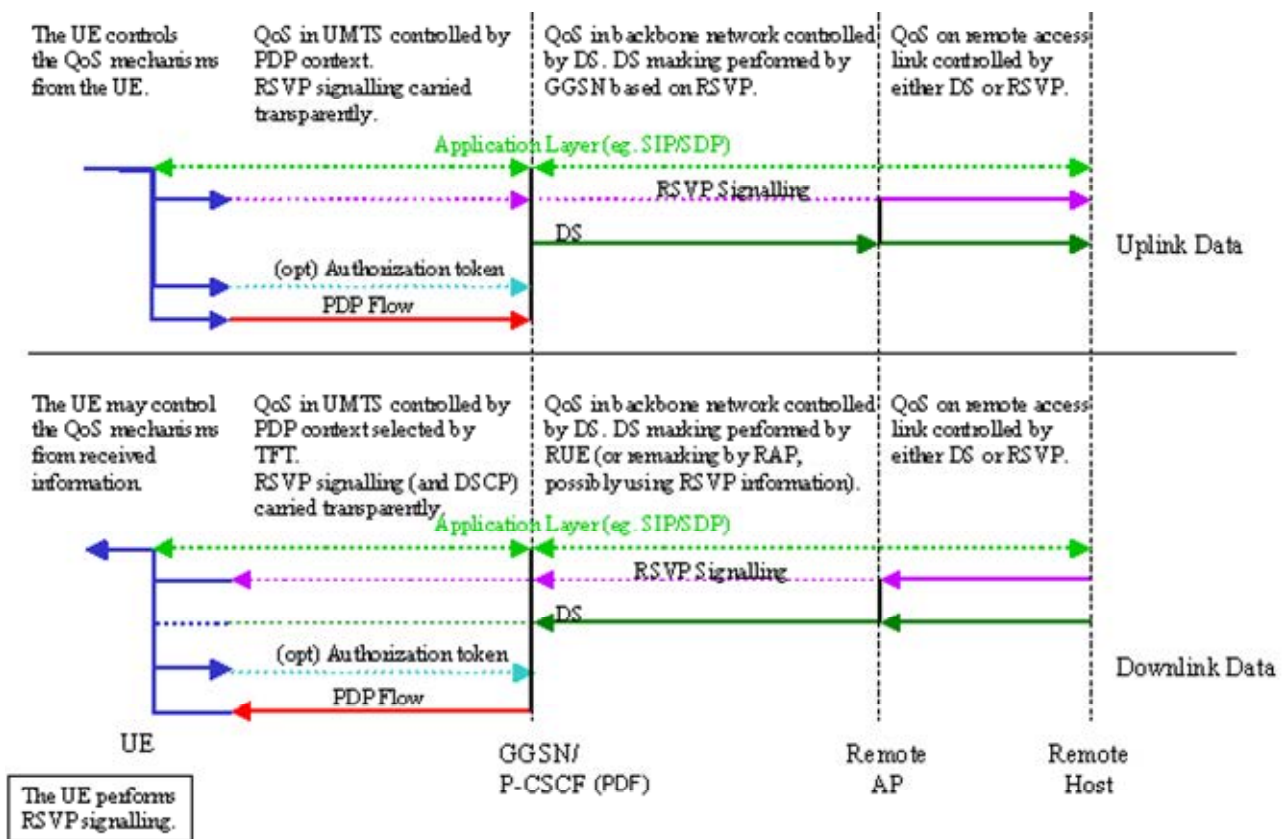 The UE controls
the QoS mechanisms
from the UE.
QoS in UMTS controlled by
PDP context.
RSVP signalling carried
transparently.
QoS in backbone network controlled
by DS. DS marking performed by
GGSN based on RSVP.
QoS on remote access
link controlled by
either DS or RSVP.
Application Layer (eg. SIP/SDP)
RSVP Signalling
DS
Uplink Data
(opt) Authorization token
PDP Flow
The UE may control
the QoS mechanisms
from received
information.
QoS in UMTS controlled by
PDP context selected by
TFT.
RSVP signalling (and DSCP)
carried transparently.
QoS in backbone network controlled
by DS. DS marking performed by
RUE (or remarking by RAP,
possibly using RSVP information).
QoS on remote access
link controlled by
either DS or RSVP.
Application Layer (eg. SIP/SDP)
RSVP Signalling
DS
(opt) Authorization token
Downlink Data
PDP Flow
UE
GGSN/
P-CSCF (PDF)
Remote
AP
Remote
Host
The UE performs
RSVP signalling.